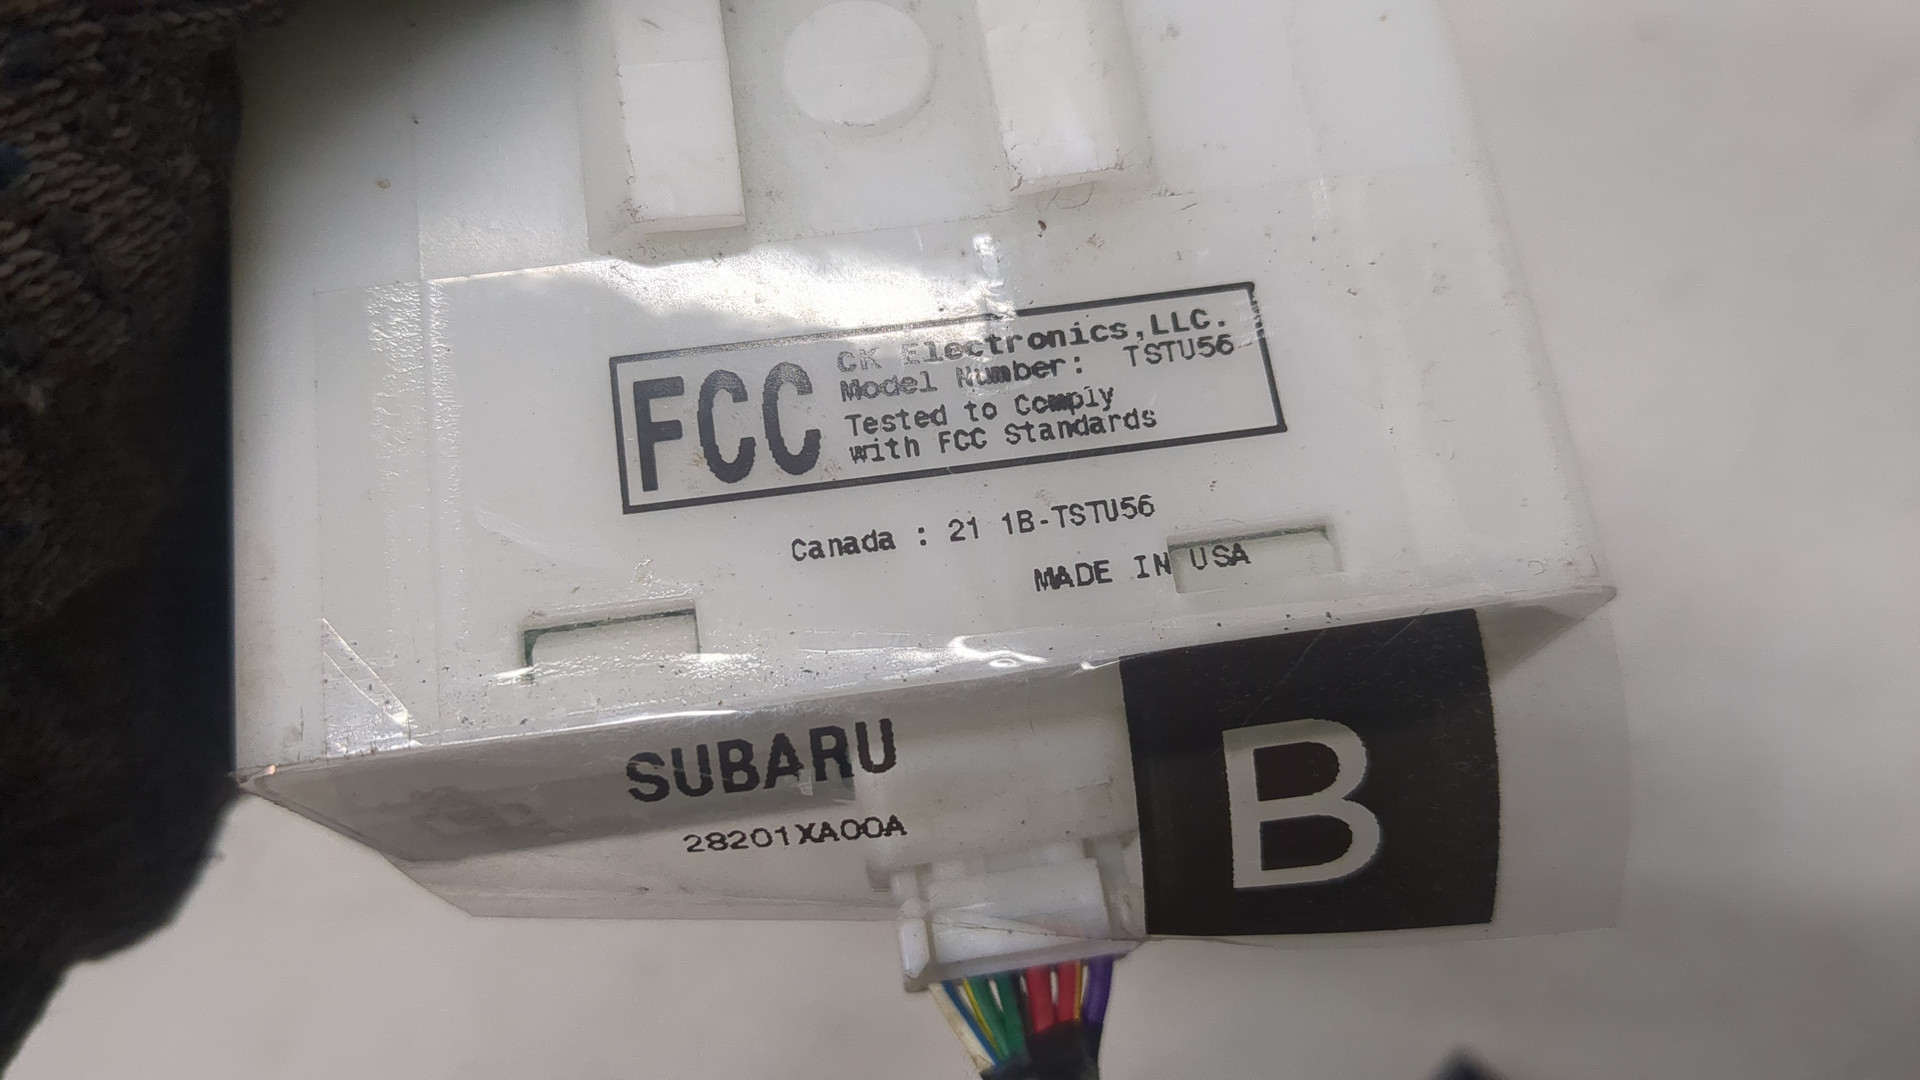 FCC
CK Electronics,LLC.
Model Number: TSTU56
Tested to Comply
with FCC Standards
Canada : 21 1B-TSTU56
MADE IN USA
SUBARU
28201XA00A
B